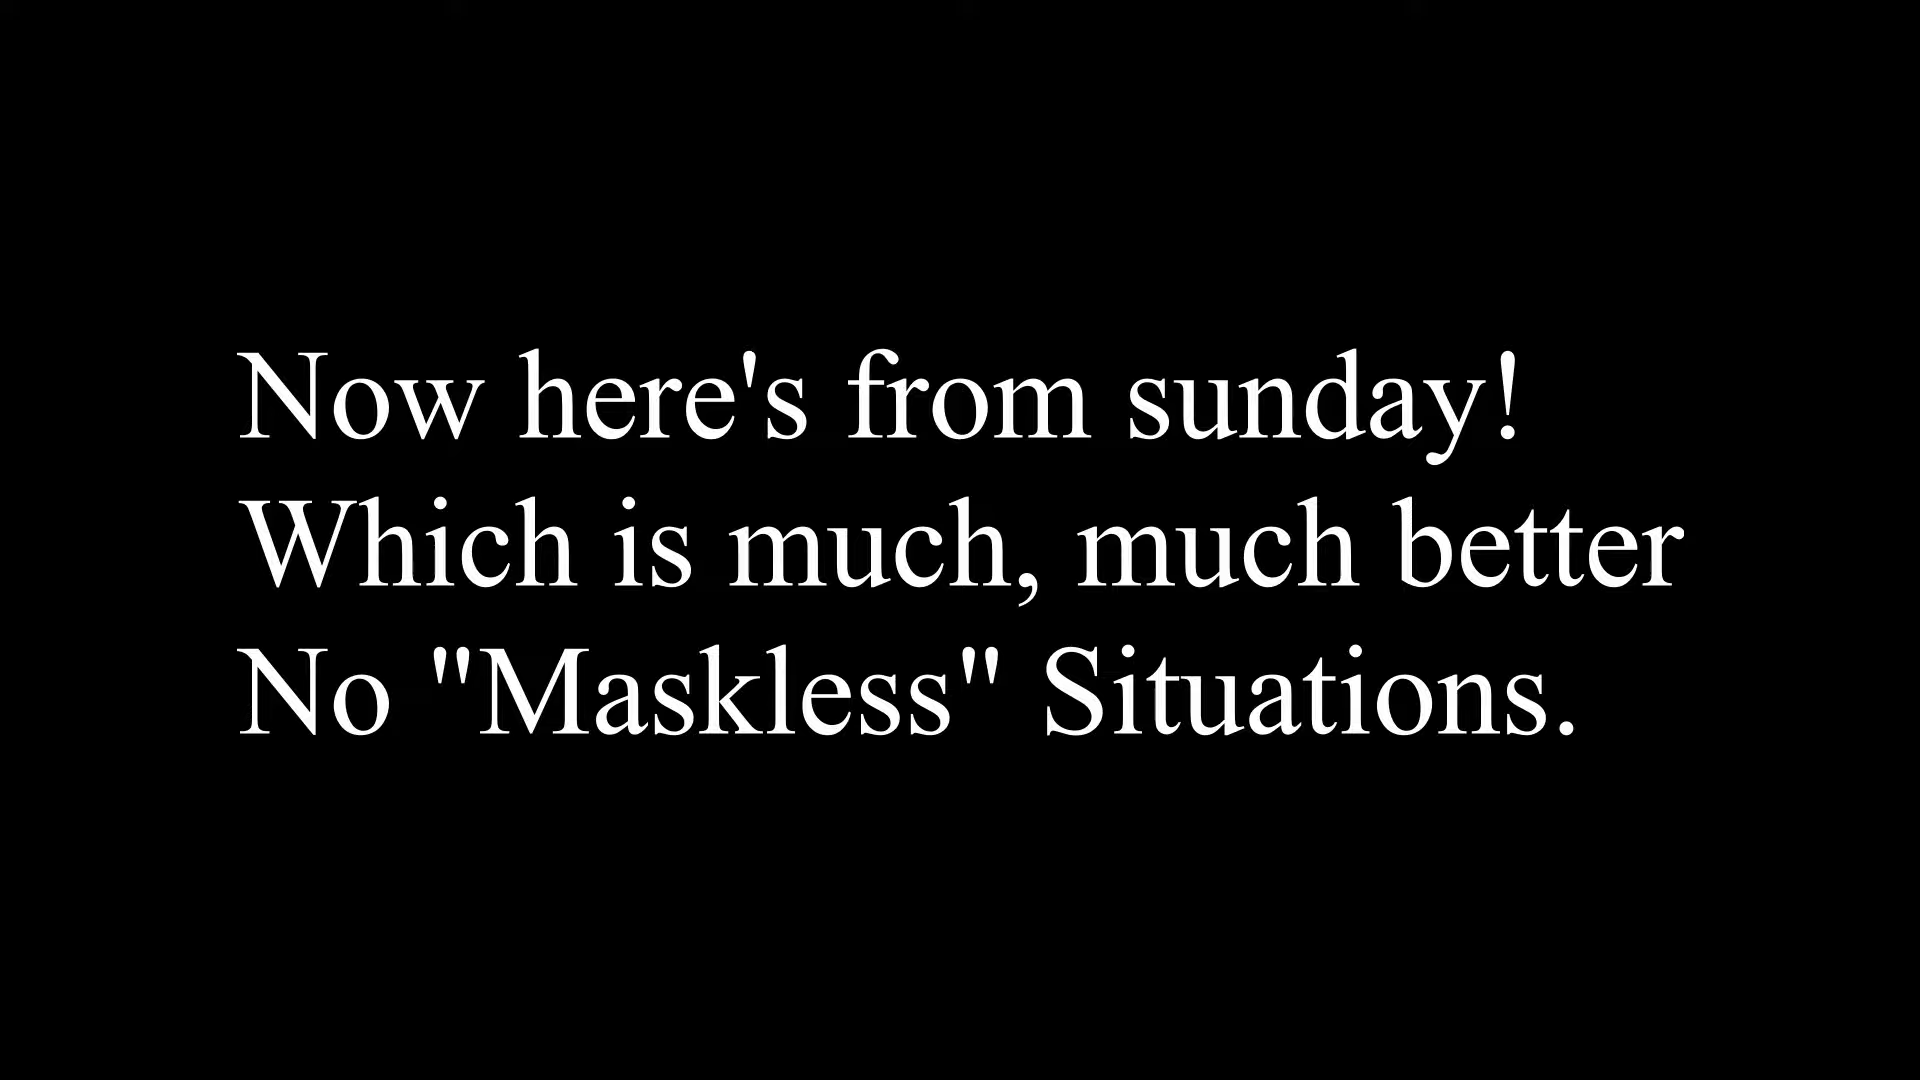 Now here's from sunday!
Which is much, much better
No "Maskless" Situations.